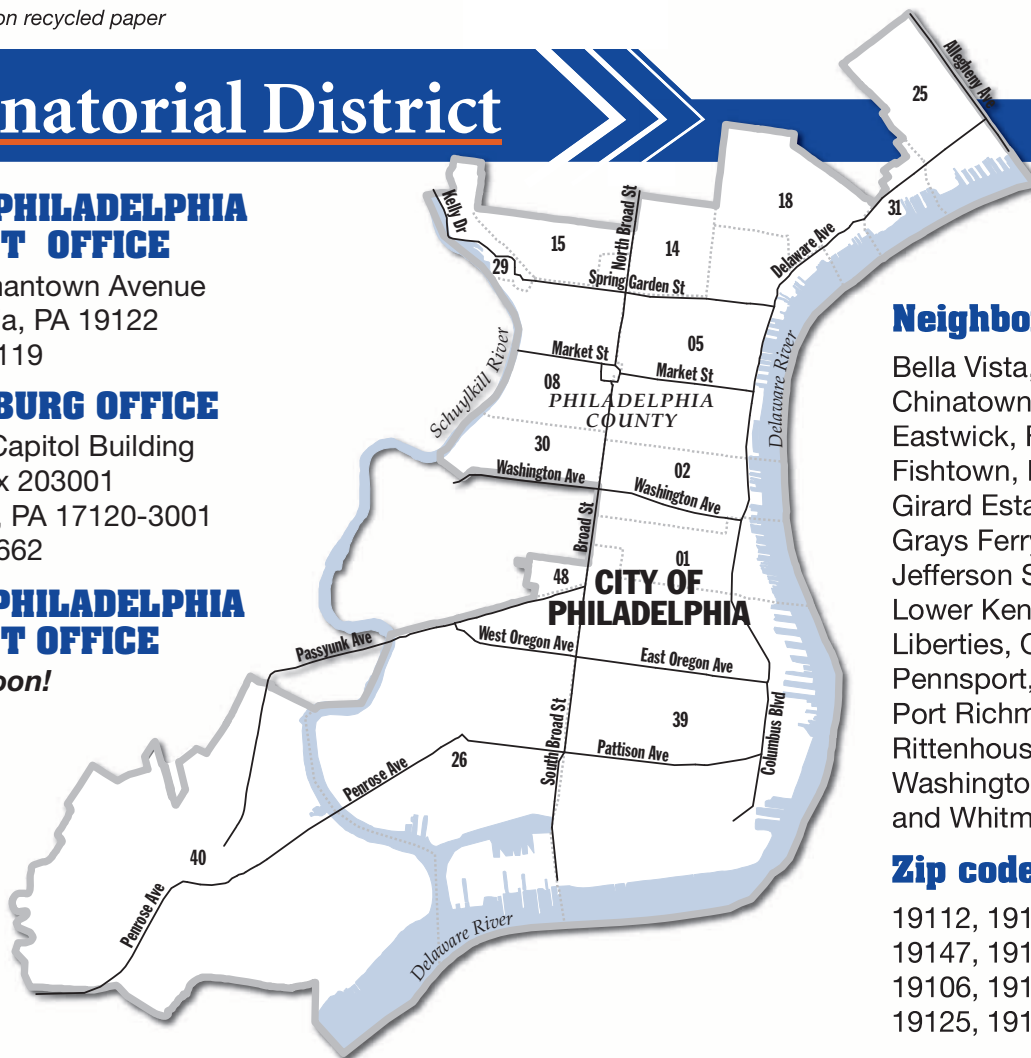 on recycled paper
natorial District
PHILADELPHIA
T OFFICE
mantown Avenue
a, PA 19122
119
BURG OFFICE
Capitol Building
x 203001
, PA 17120-3001
662
PHILADELPHIA
T OFFICE
oon!
Allegheny Ave
25
18
31
Kelly Dr
North Broad St
15
14
Delaware Ave
29
Spring Garden St
Schuylkill River
Market St
05
Market St
Delaware River
08
PHILADELPHIA
COUNTY
30
02
Washington Ave
Washington Ave
Broad St
01
48
CITY OF
PHILADELPHIA
Passyunk Ave
West Oregon Ave
East Oregon Ave
South Broad St
39
Columbus Blvd
Pattison Ave
26
Penrose Ave
40
Penrose Ave
Delaware River
Neighbo
Bella Vista,
Chinatown
Eastwick, F
Fishtown,
Girard Esta
Grays Ferry
Jefferson S
Lower Ken
Liberties, C
Pennsport,
Port Richm
Rittenhous
Washingto
and Whitm
Zip code
19112, 191
19147, 191
19106, 191
19125, 191